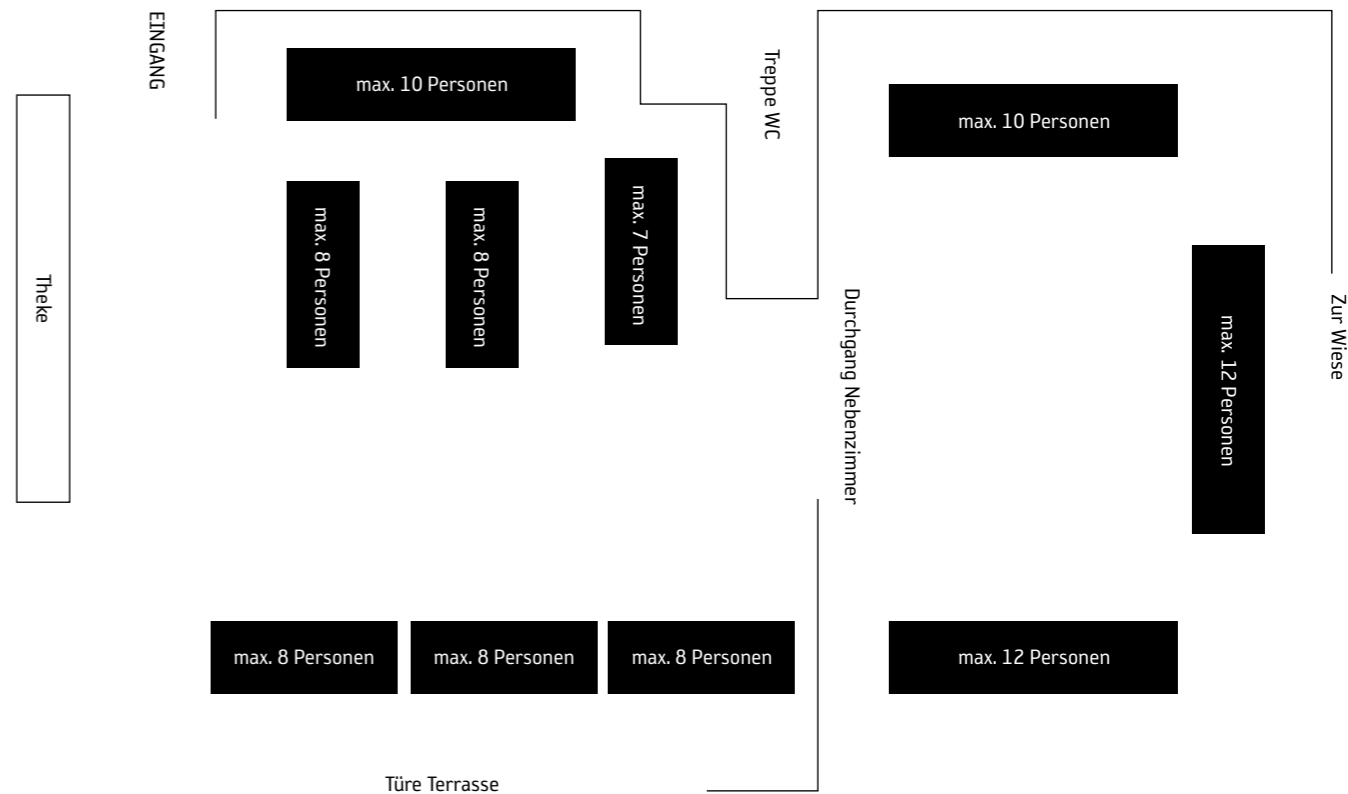 EINGANG
max. 10 Personen
Treppe WC
max. 10 Personen
max. 8 Personen
max. 8 Personen
max. 7 Personen
Theke
Durchgang Nebenzimmer
max. 12 Personen
Zur Wiese
max. 8 Personen
max. 8 Personen
max. 8 Personen
max. 12 Personen
Türe Terrasse